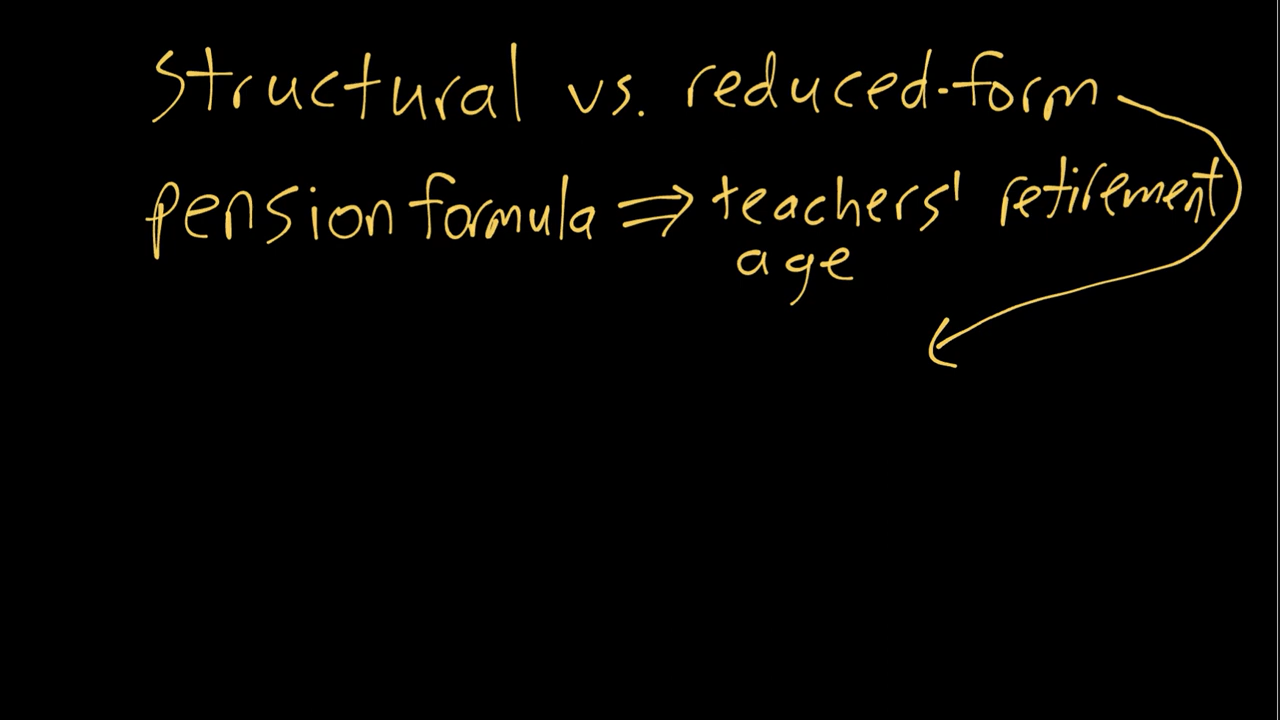 Structural vs. reduced-form
pension formula ⇒ teachers' retirement
age